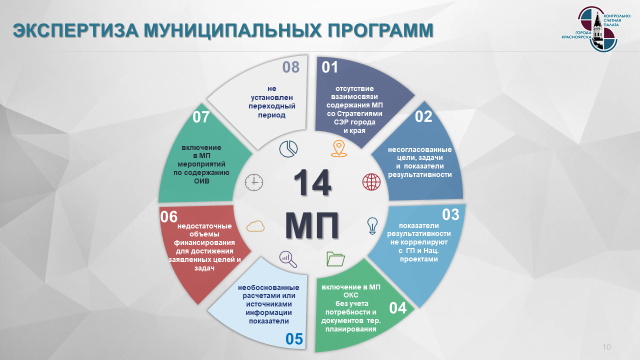 ЭКСПЕРТИЗА МУНИЦИПАЛЬНЫХ ПРОГРАММ
КОНТРОЛЬНО-
СЧЕТНАЯ
ПАЛАТА
ГОРОДА
КРАСНОЯРСКА
01
отсутствие
взаимосвязи
содержания МП
со Стратегиями
СЭР города
и края
02
несогласованные
цели, задачи
и показатели
результативности
03
показатели
результативности
не коррелируют
с ГП и Нац.
проектами
04
включение в МП
ОКС
без учета
потребности и
документов тер.
планирования
05
необоснованные
расчетами или
источниками
информации
показатели
06
недостаточные
объемы
финансирования
для достижения
заявленных целей и
задач
07
включение
в МП
мероприятий
по содержанию
ОИВ
08
не
установлен
переходный
период
14
МП
10